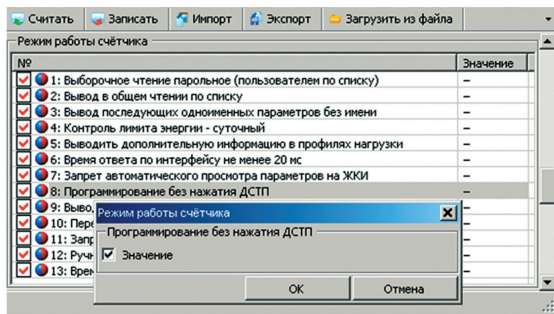 Считать Записать Импорт Экспорт Загрузить из файла
Режим работы счётчика
№ Значение
1: Выборочное чтение парольное (пользователем по списку) –
2: Вывод в общем чтении по списку –
3: Вывод последующих одноименных параметров без имени –
4: Контроль лимита энергии - суточный –
5: Выводить дополнительную информацию в профилях нагрузки –
6: Время ответа по интерфейсу не менее 20 мс –
7: Запрет автоматического просмотра параметров на ЖКИ –
8: Программирование без нажатия ДСТП –
9: Выво –
10: Пере –
11: Запр –
12: Ручн –
13: Врем –
Режим работы счётчика
Программирование без нажатия ДСТП
Значение
ОК Отмена